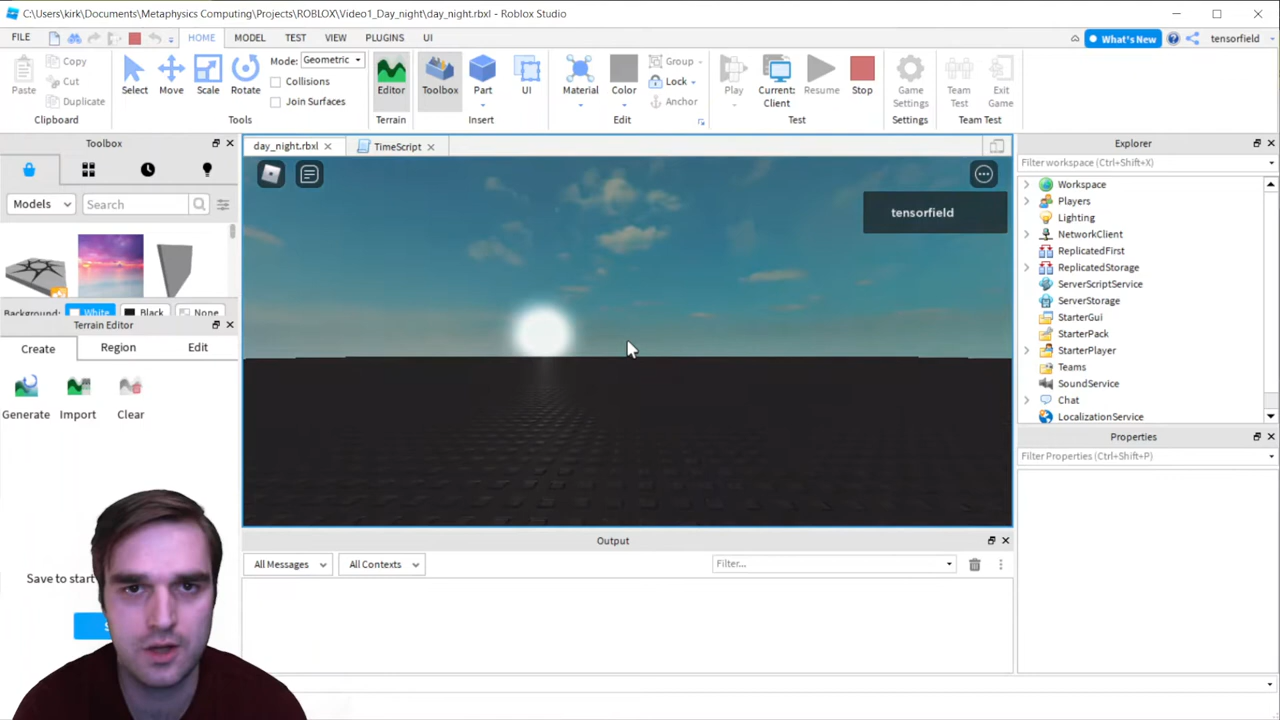 C:\Users\kirk\Documents\Metaphysics Computing\Projects\ROBLOX\Video1_Day_night\day_night.rbxl - Roblox Studio
FILE HOME MODEL TEST VIEW PLUGINS UI What's New tensorfield
Paste
Copy
Cut
Duplicate
Clipboard
Select
Move
Scale
Rotate
Mode: Geometric
Collisions
Join Surfaces
Tools
Editor
Terrain
Toolbox
Part
UI
Insert
Material
Color
Group
Lock
Anchor
Edit
Play
Current:
Client
Resume
Stop
Test
Game
Settings
Settings
Team
Test
Exit
Game
Team Test
Toolbox
Models
Search
Background: White Black None
Terrain Editor
Create Region Edit
Generate Import Clear
Save to start
day_night.rbxl TimeScript
tensorfield
Output
All Messages All Contexts Filter...
Explorer
Filter workspace (Ctrl+Shift+X)
Workspace
Players
Lighting
NetworkClient
ReplicatedFirst
ReplicatedStorage
ServerScriptService
ServerStorage
StarterGui
StarterPack
StarterPlayer
Teams
SoundService
Chat
LocalizationService
Properties
Filter Properties (Ctrl+Shift+P)